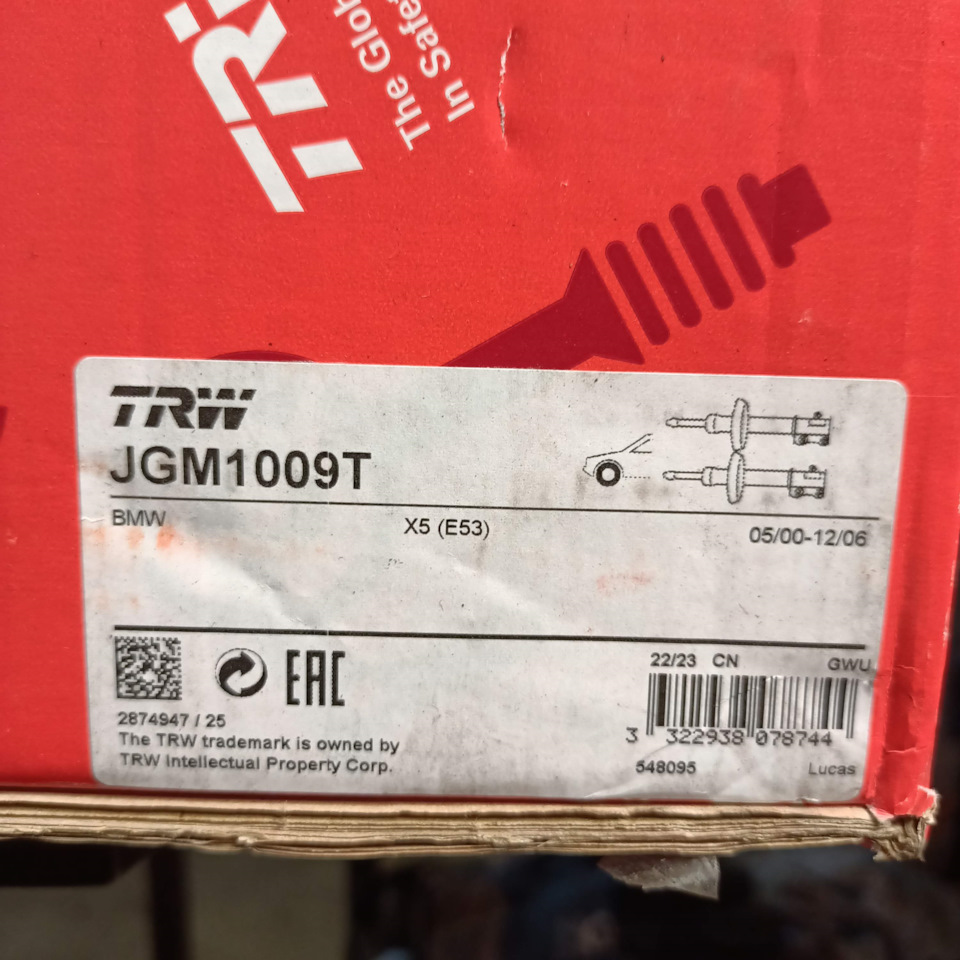 The Glob
In Safe
TRW
JGM1009T
BMW X5 (E53) 05/00-12/06
22/23 CN GWU
EAC
2874947 / 25
The TRW trademark is owned by
TRW Intellectual Property Corp.
3 322938 078744
548095 Lucas